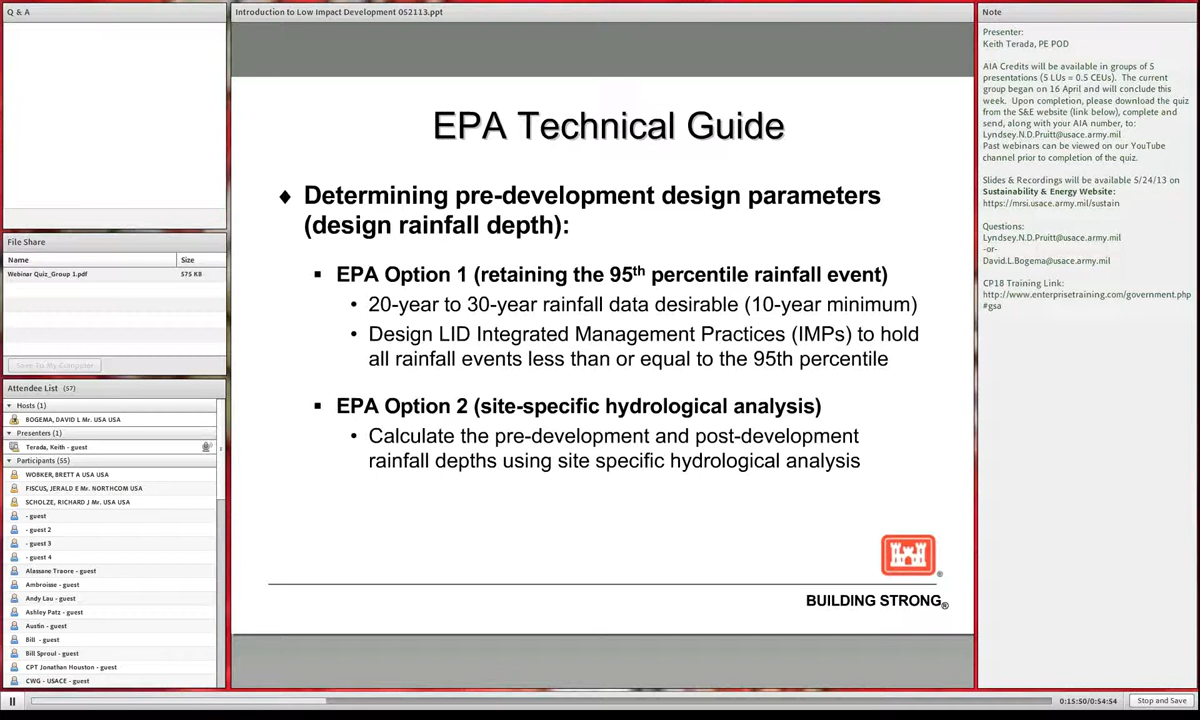 Q & A
File Share
Name Size
Webinar Quiz_Group 1.pdf 575 KB
Save To My Computer
Attendee List (57)
Hosts (1)
BOGEMA, DAVID L Mr. USA USA
Presenters (1)
Terada, Keith - guest
Participants (55)
WOBKER, BRETT A USA USA
FISCUS, JERALD E Mr. NORTHCOM USA
SCHOLZE, RICHARD J Mr. USA USA
- guest
- guest 2
- guest 3
- guest 4
Alassane Traore - guest
Ambroisse - guest
Andy Lau - guest
Ashley Patz - guest
Austin - guest
Bill - guest
Bill Sproul - guest
CPT Jonathan Houston - guest
CWG - USACE - guest
Introduction to Low Impact Development 052113.ppt
EPA Technical Guide
♦ Determining pre-development design parameters
(design rainfall depth):
▪ EPA Option 1 (retaining the 95th percentile rainfall event)
• 20-year to 30-year rainfall data desirable (10-year minimum)
• Design LID Integrated Management Practices (IMPs) to hold
all rainfall events less than or equal to the 95th percentile
▪ EPA Option 2 (site-specific hydrological analysis)
• Calculate the pre-development and post-development
rainfall depths using site specific hydrological analysis
®
BUILDING STRONG®
Note
Presenter:
Keith Terada, PE POD
AIA Credits will be available in groups of 5
presentations (5 LUs = 0.5 CEUs). The current
group began on 16 April and will conclude this
week. Upon completion, please download the quiz
from the S&E website (link below), complete and
send, along with your AIA number, to:
Lyndsey.N.D.Pruitt@usace.army.mil
Past webinars can be viewed on our YouTube
channel prior to completion of the quiz.
Slides & Recordings will be available 5/24/13 on
Sustainability & Energy Website:
https://mrsi.usace.army.mil/sustain
Questions:
Lyndsey.N.D.Pruitt@usace.army.mil
-or-
David.L.Bogema@usace.army.mil
CP18 Training Link:
http://www.enterprisetraining.com/government.php
#gsa
0:15:50/0:54:54
Stop and Save